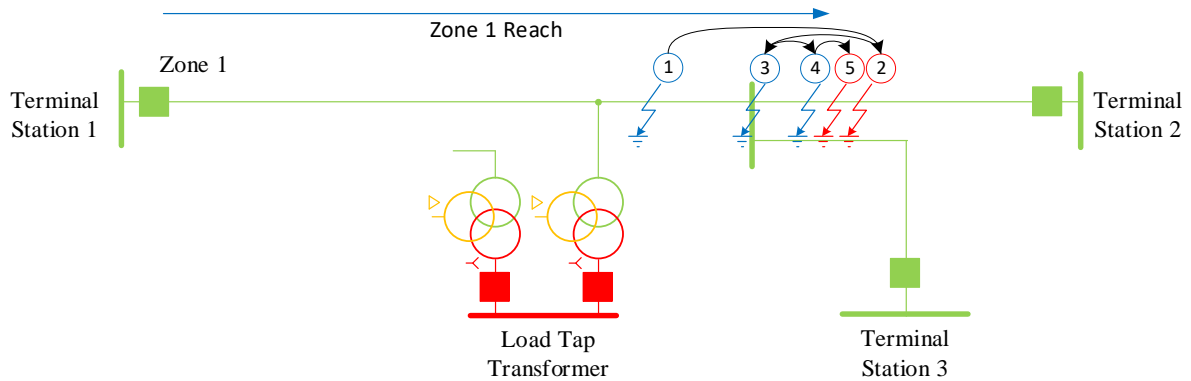 Zone 1 Reach
Zone 1
1
3
4
5
2
Terminal
Station 1
Terminal
Station 2
Load Tap
Transformer
Terminal
Station 3